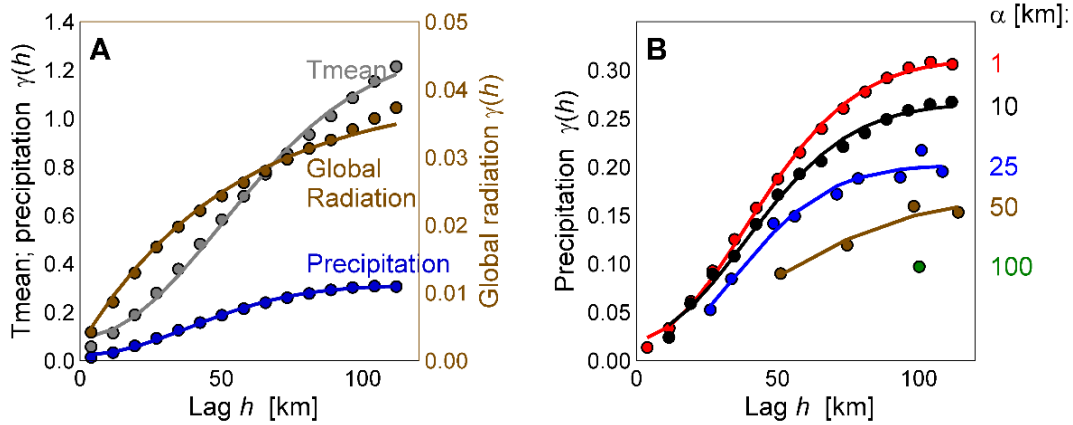 A
Tmean; precipitation γ(h)
1.4
1.2
1.0
0.8
0.6
0.4
0.2
0.0
Tmean
Global
Radiation
Precipitation
0.05
0.04
0.03
0.02
0.01
0.00
Global radiation γ(h)
0
50
100
Lag h [km]
B
Precipitation γ(h)
0.30
0.25
0.20
0.15
0.10
0.05
0.00
0
50
100
Lag h [km]
α [km]:
1
10
25
50
100